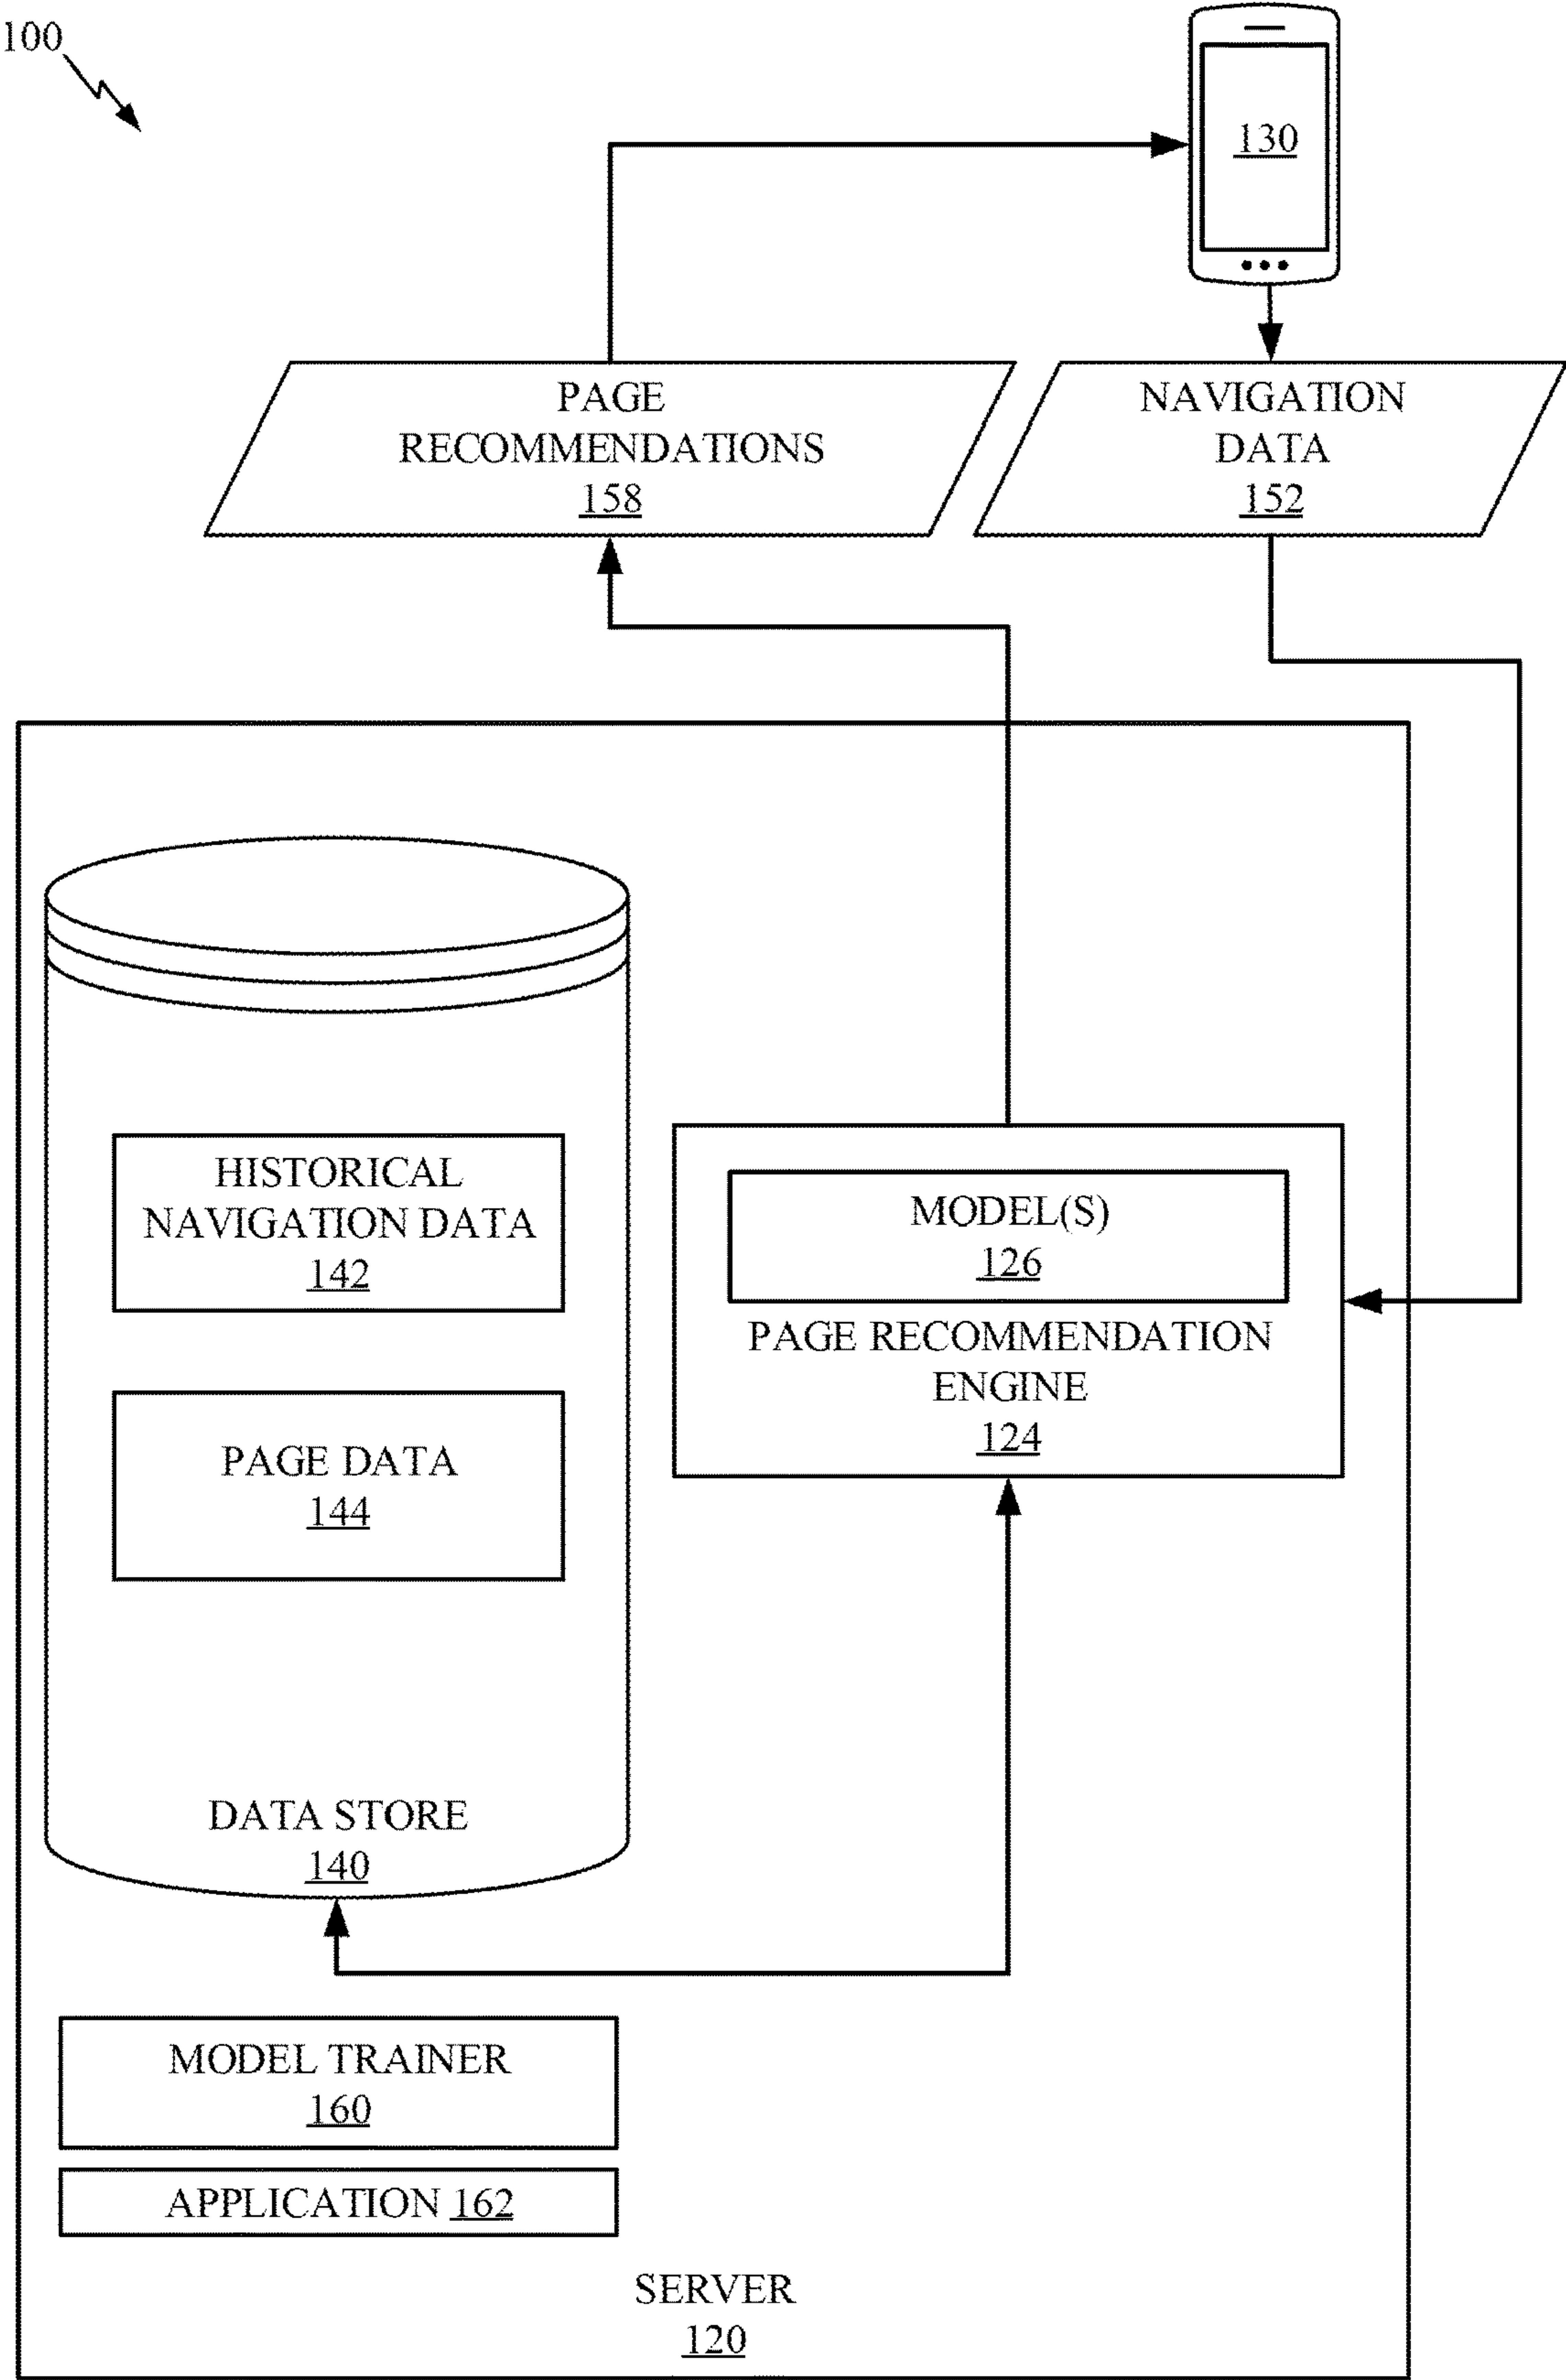 100
130
PAGE
RECOMMENDATIONS
158
NAVIGATION
DATA
152
HISTORICAL
NAVIGATION DATA
142
PAGE DATA
144
DATA STORE
140
MODEL(S)
126
PAGE RECOMMENDATION
ENGINE
124
MODEL TRAINER
160
APPLICATION 162
SERVER
120